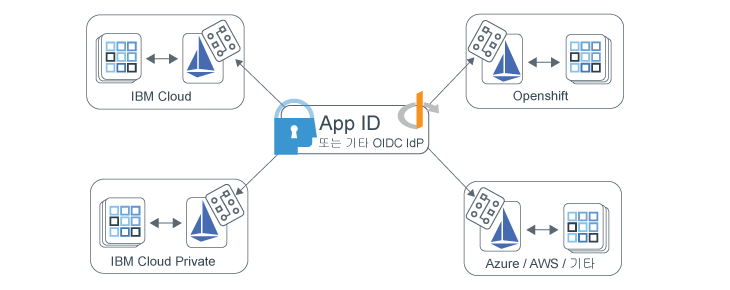 IBM Cloud
Openshift
App ID
또는 기타 OIDC IdP
IBM Cloud Private
Azure / AWS / 기타